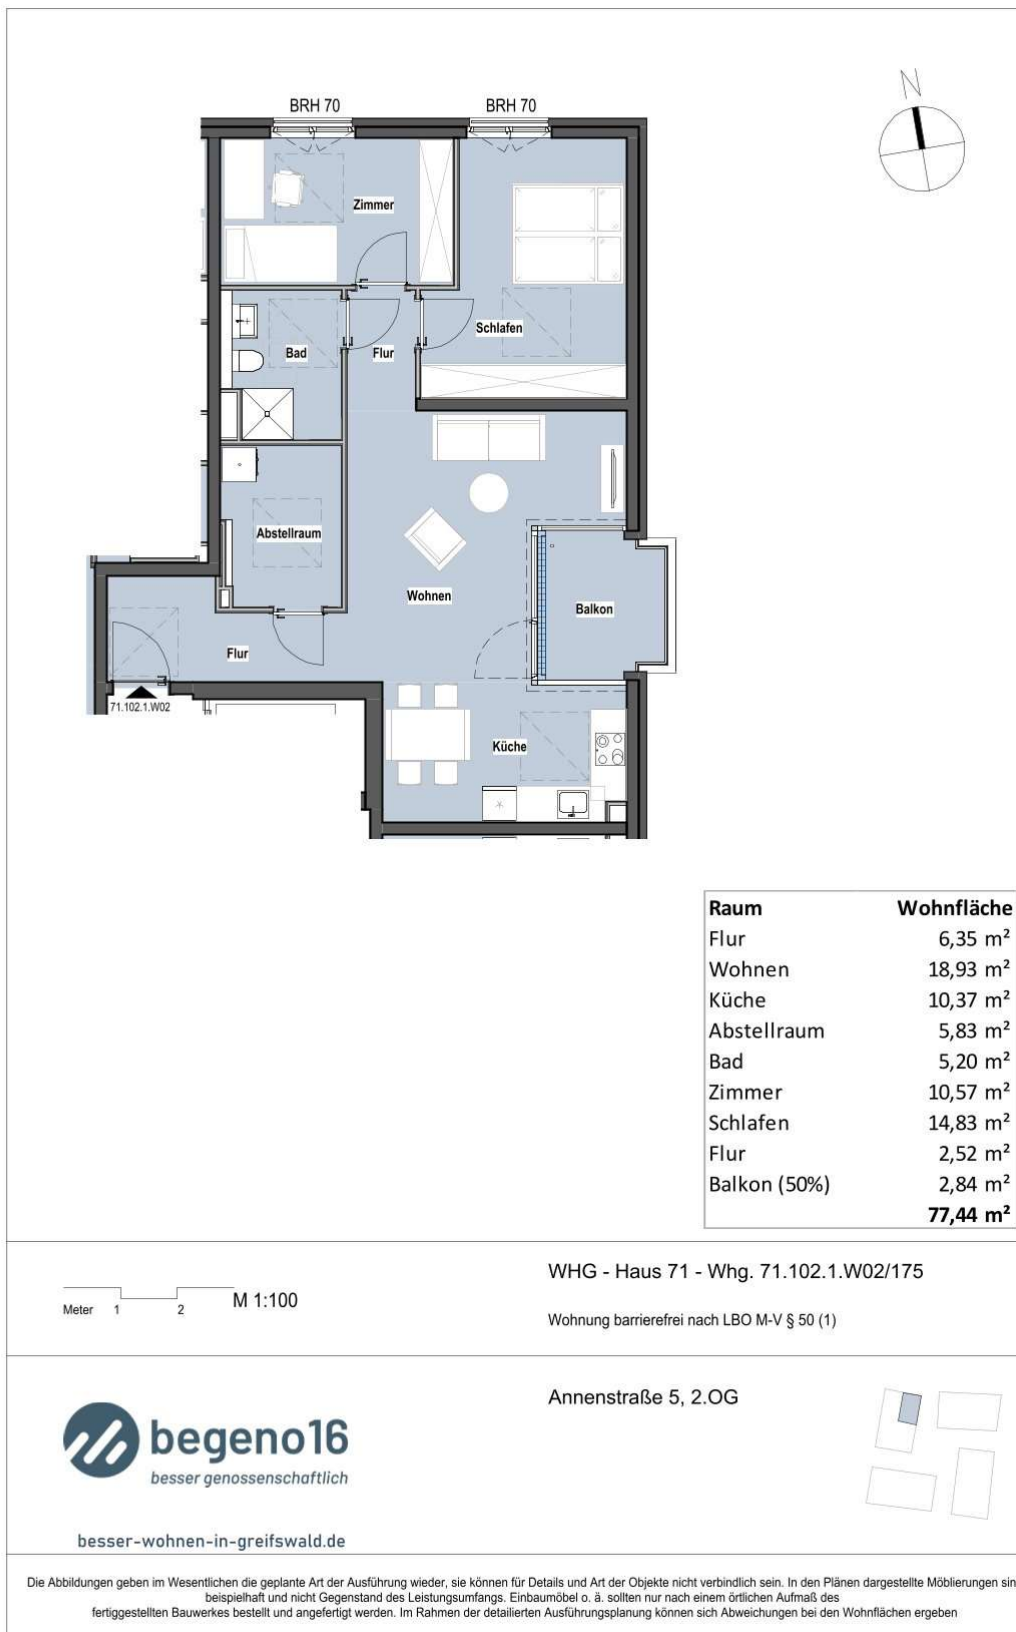 N
BRH 70 BRH 70
Zimmer
Schlafen
Bad Flur
Abstellraum
Wohnen
Balkon
Flur
71.102.1.W02
Küche
Raum Wohnfläche
Flur 6,35 m²
Wohnen 18,93 m²
Küche 10,37 m²
Abstellraum 5,83 m²
Bad 5,20 m²
Zimmer 10,57 m²
Schlafen 14,83 m²
Flur 2,52 m²
Balkon (50%) 2,84 m²
77,44 m²
Meter 1 2 M 1:100
WHG - Haus 71 - Whg. 71.102.1.W02/175
Wohnung barrierefrei nach LBO M-V § 50 (1)
begeno16
besser genossenschaftlich
besser-wohnen-in-greifswald.de
Annenstraße 5, 2.OG
Die Abbildungen geben im Wesentlichen die geplante Art der Ausführung wieder, sie können für Details und Art der Objekte nicht verbindlich sein. In den Plänen dargestellte Möblierungen sin
beispielhaft und nicht Gegenstand des Leistungsumfangs. Einbaumöbel o. ä. sollten nur nach einem örtlichen Aufmaß des
fertiggestellten Bauwerkes bestellt und angefertigt werden. Im Rahmen der detailierten Ausführungsplanung können sich Abweichungen bei den Wohnflächen ergeben